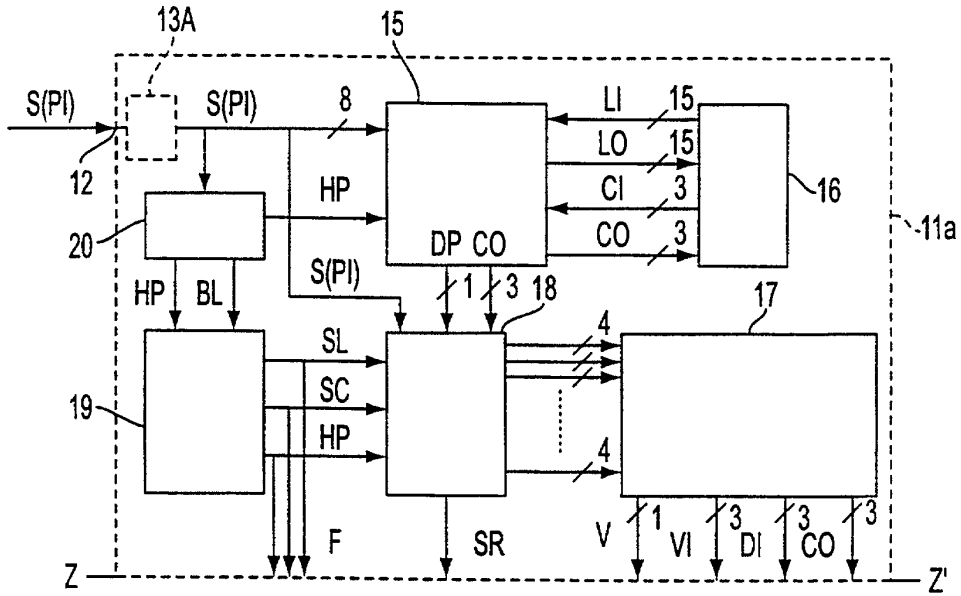 13A
15
S(PI)
S(PI)
8
LI
15
LO
15
12
CI
3
16
HP
20
CO
3
11a
DP CO
S(PI)
1
3
18
HP
BL
17
SL
4
19
SC
HP
4
F
SR
V
1
VI
3
DI
3
CO
3
Z
Z'